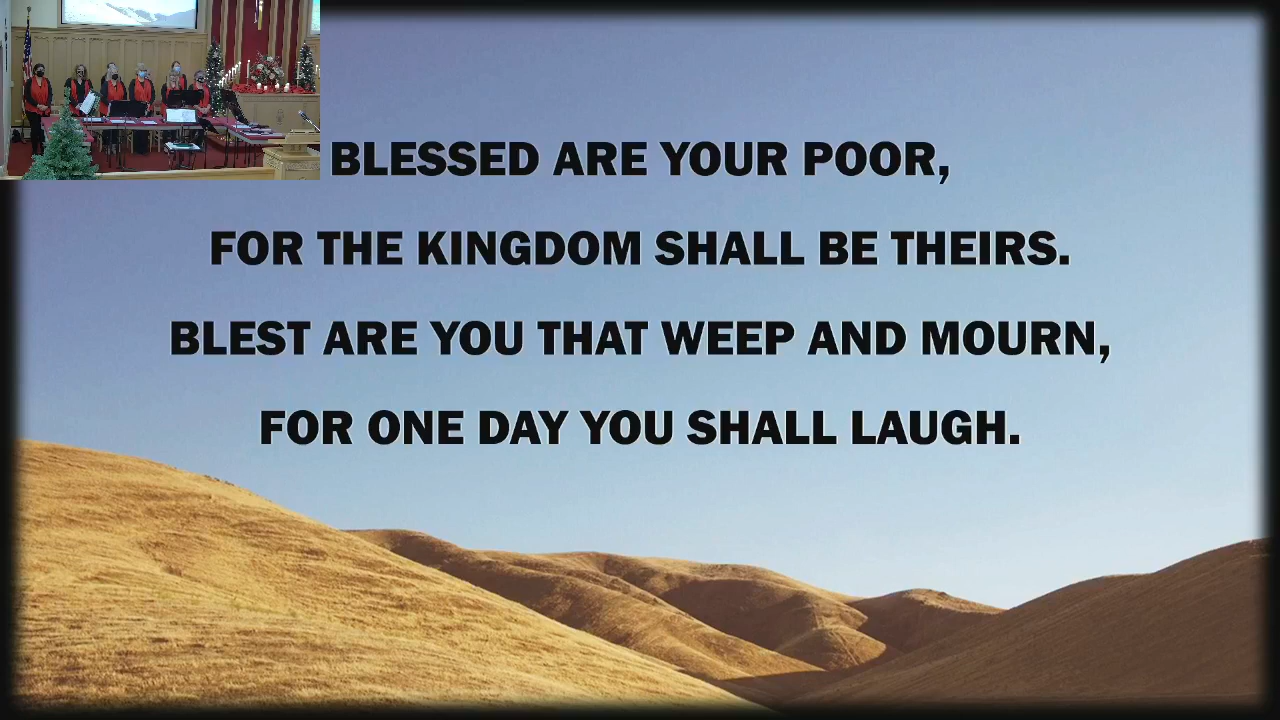 BLESSED ARE YOUR POOR,
FOR THE KINGDOM SHALL BE THEIRS.
BLEST ARE YOU THAT WEEP AND MOURN,
FOR ONE DAY YOU SHALL LAUGH.